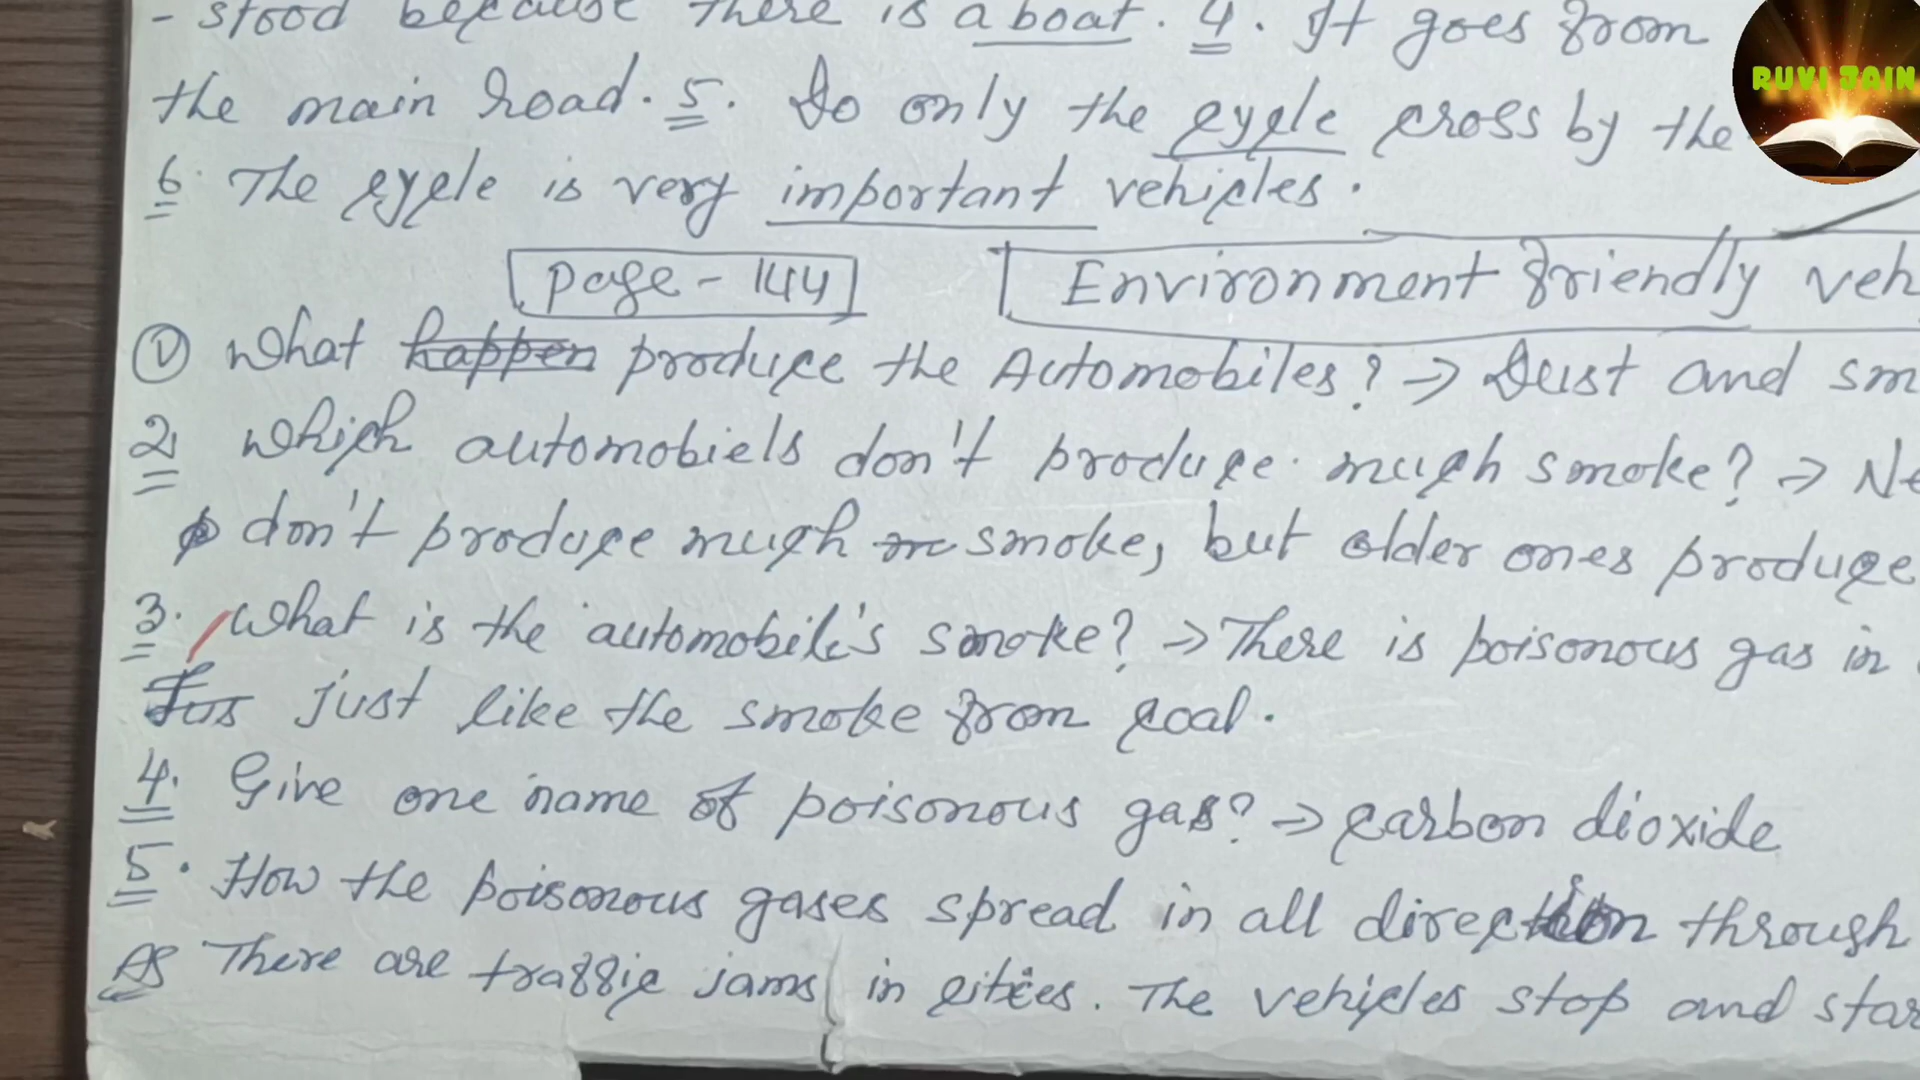 - stood because there is a boat. 4. It goes from
the main road. 5. So only the cycle cross by the
6. The cycle is very important vehicles.
Page - 144 Environment friendly veh
① What happen produce the Automobiles? → Dust and sm
2. Which automobiels don't produce much smoke? → Ne
don't produce much smoke, but older ones produce
3. What is the automobile's smoke? → There is poisonous gas in
just like the smoke from coal.
4. Give one name of poisonous gas? → carbon dioxide
5. How the poisonous gases spread in all direction through
As There are traffic jams in cities. The vehicles stop and star
RUVI JAIN